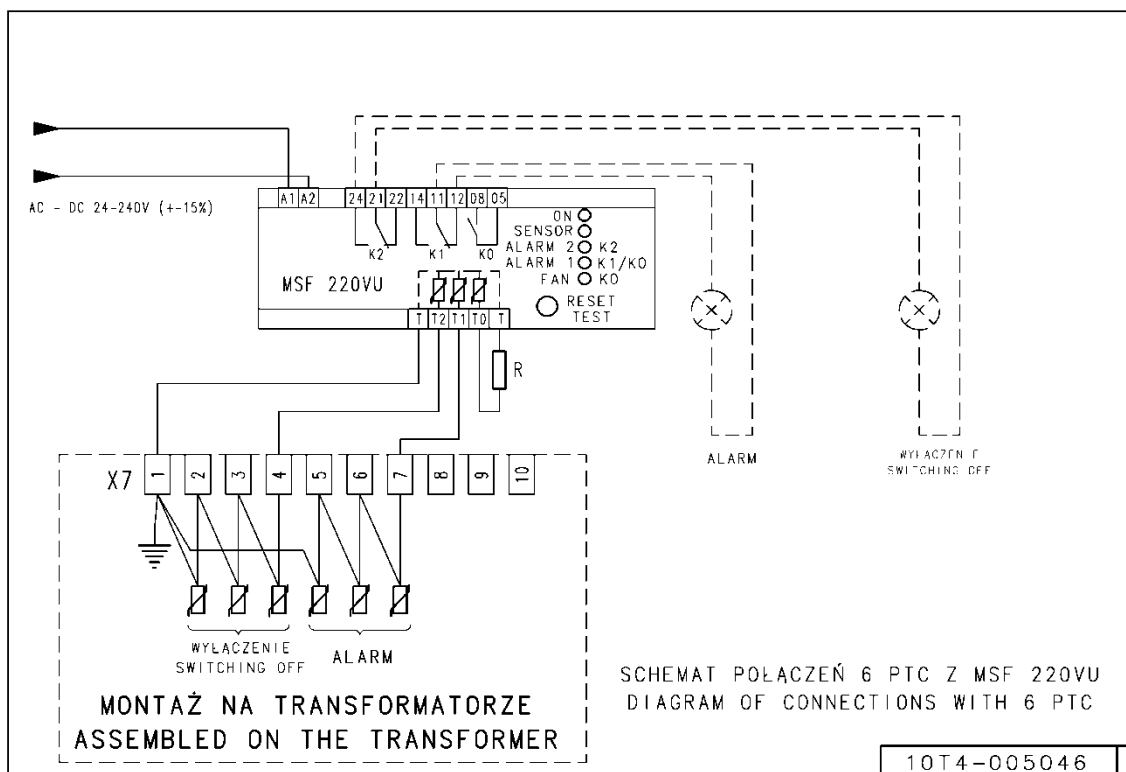 A1 A2 24 21 22 14 11 12 08 05
AC - DC 24-240V (+-15%)
ON
SENSOR
ALARM 2 K2
ALARM 1 K1/K0
FAN K0
K2 K1 K0
MSF 220VU
RESET
TEST
T T2 T1 T0 T
R
ALARM
WYŁĄCZENIE
SWITCHING OFF
X7 1 2 3 4 5 6 7 8 9 10
WYŁĄCZENIE
SWITCHING OFF
ALARM
MONTAŻ NA TRANSFORMATORZE
ASSEMBLED ON THE TRANSFORMER
SCHEMAT POŁĄCZEŃ 6 PTC Z MSF 220VU
DIAGRAM OF CONNECTIONS WITH 6 PTC
10T4-005046